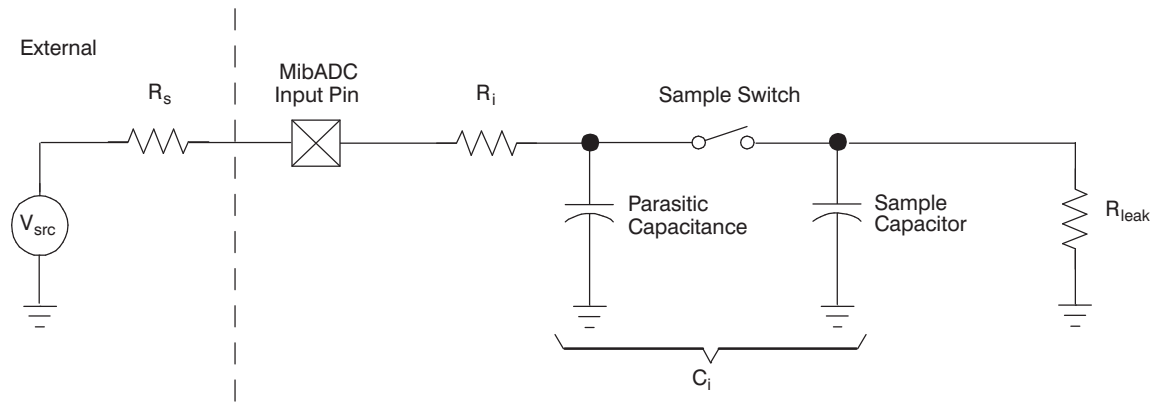 External
MibADC
Input Pin
Rs
Ri
Sample Switch
Vsrc
Parasitic
Capacitance
Sample
Capacitor
Rleak
Ci